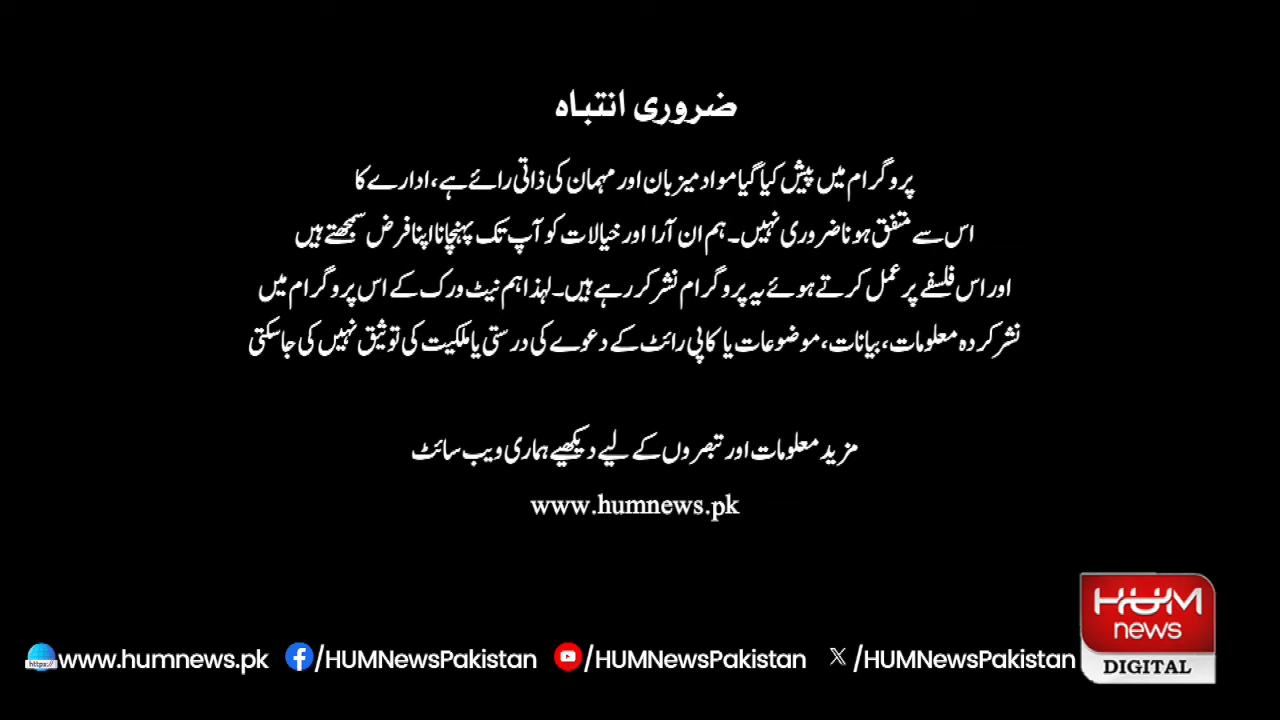 ضروری انتباہ
پروگرام میں پیش کیا گیا مواد میزبان اور مہمان کی ذاتی رائے ہے، ادارے کا
اس سے متفق ہونا ضروری نہیں۔ ہم ان آرا اور خیالات کو آپ تک پہنچانا اپنا فرض سمجھتے ہیں
اور اس فلسفے پر عمل کرتے ہوئے یہ پروگرام نشر کر رہے ہیں۔ لہذا ہم نیٹ ورک کے اس پروگرام میں
نشر کردہ معلومات، بیانات، موضوعات یا کاپی رائٹ کے دعوے کی درستی یا ملکیت کی توثیق نہیں کی جاسکتی
مزید معلومات اور تبصروں کے لیے دیکھیے ہماری ویب سائٹ
www.humnews.pk
HUM
news
DIGITAL
https:// www.humnews.pk /HUMNewsPakistan /HUMNewsPakistan X /HUMNewsPakistan